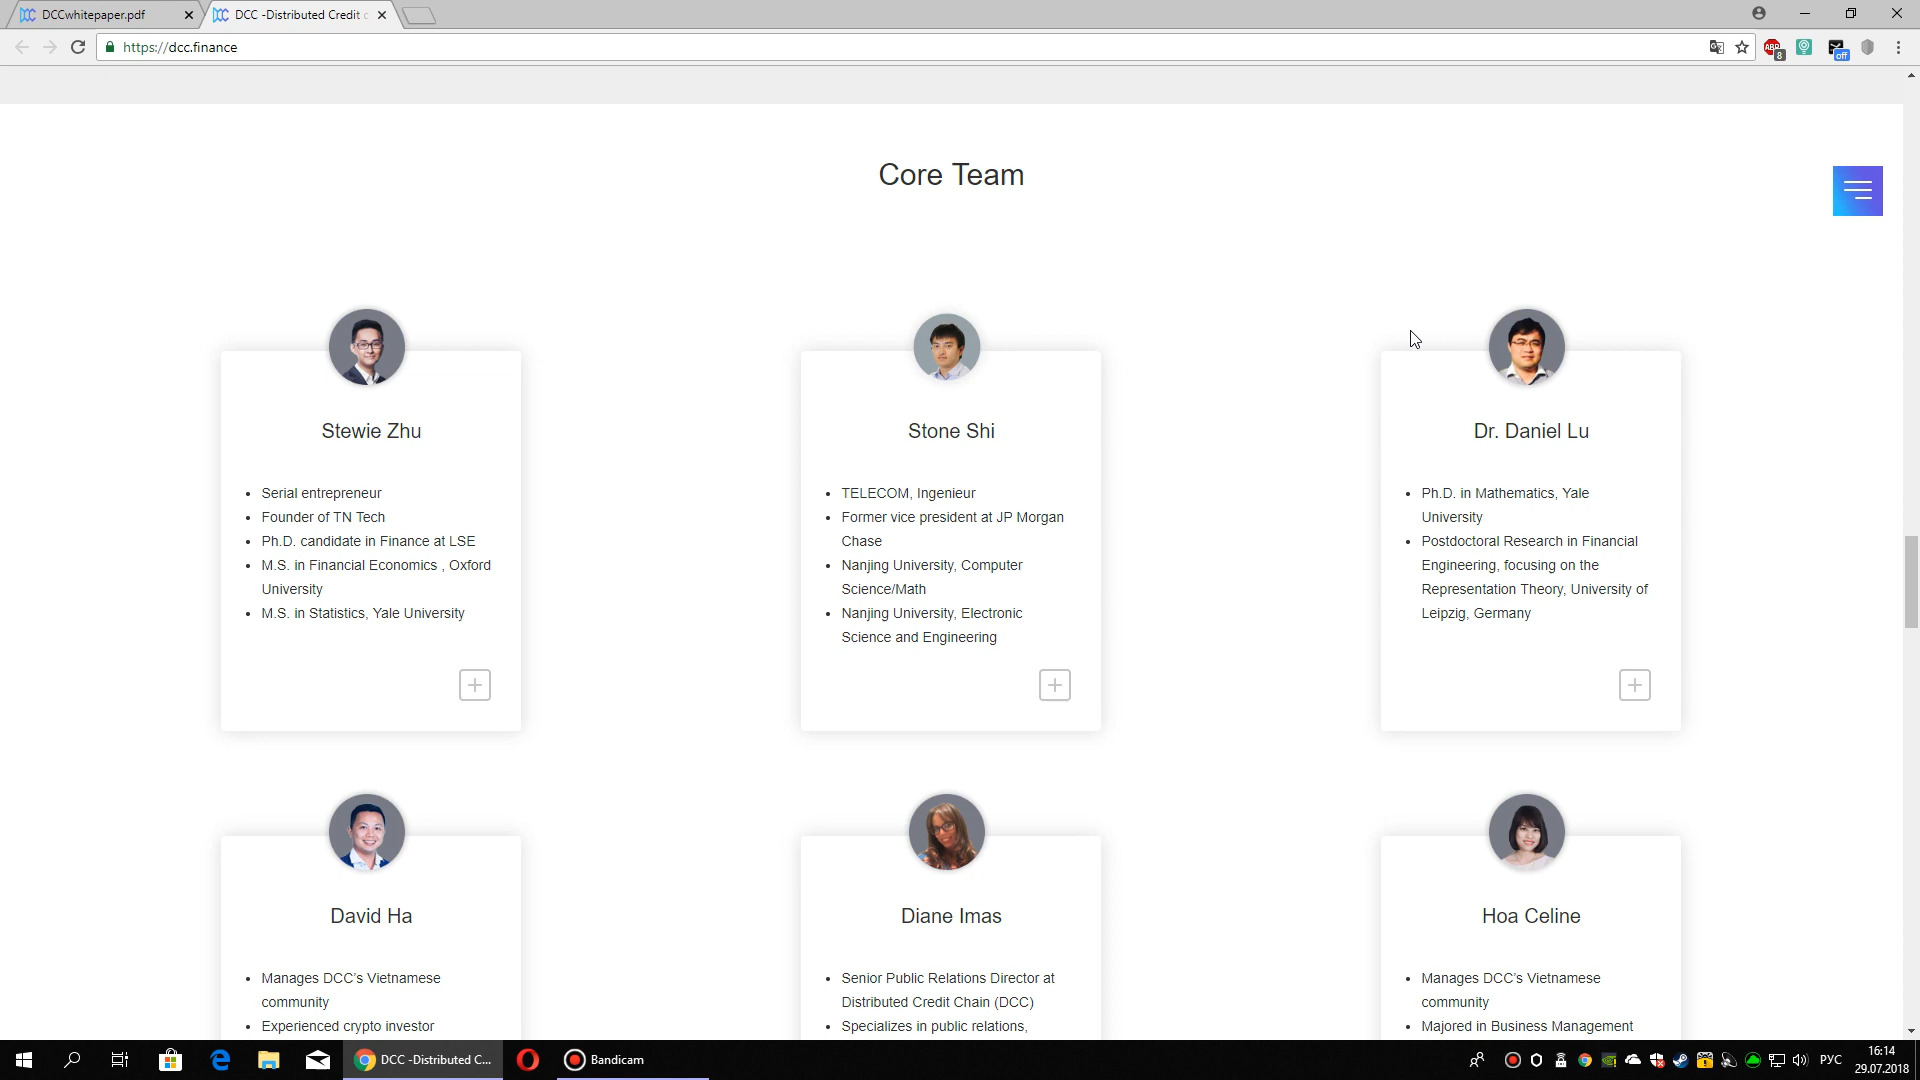 DCCwhitepaper.pdf
DCC -Distributed Credit c
https://dcc.finance
ABP
8
off
Core Team
Stewie Zhu
Serial entrepreneur
Founder of TN Tech
Ph.D. candidate in Finance at LSE
M.S. in Financial Economics , Oxford
University
M.S. in Statistics, Yale University
Stone Shi
TELECOM, Ingenieur
Former vice president at JP Morgan
Chase
Nanjing University, Computer
Science/Math
Nanjing University, Electronic
Science and Engineering
Dr. Daniel Lu
Ph.D. in Mathematics, Yale
University
Postdoctoral Research in Financial
Engineering, focusing on the
Representation Theory, University of
Leipzig, Germany
David Ha
Manages DCC’s Vietnamese
community
Experienced crypto investor
Diane Imas
Senior Public Relations Director at
Distributed Credit Chain (DCC)
Specializes in public relations,
Hoa Celine
Manages DCC’s Vietnamese
community
Majored in Business Management
DCC -Distributed C...
Bandicam
РУС
16:14
29.07.2018